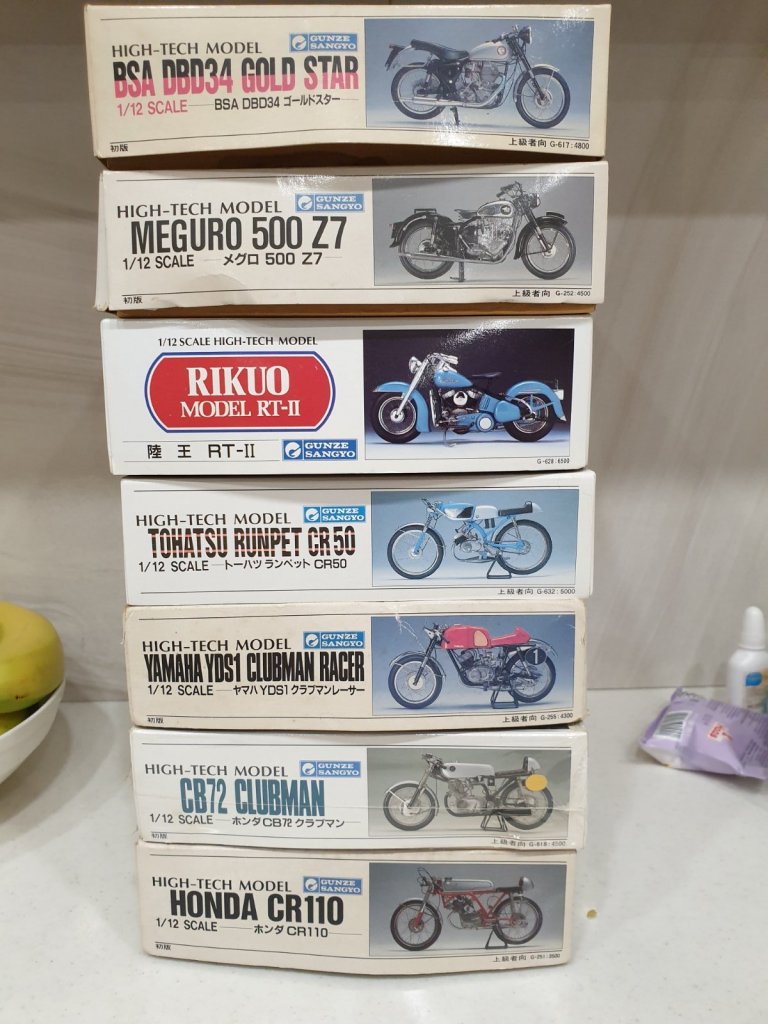 HIGH-TECH MODEL
GUNZE
SANGYO
BSA DBD34 GOLD STAR
1/12 SCALE
BSA DBD34 ゴールドスター
初版
上級者向 G-617:4800
HIGH-TECH MODEL
GUNZE
SANGYO
MEGURO 500 Z7
1/12 SCALE
メグロ 500 Z7
初版
上級者向 G-252:4500
1/12 SCALE HIGH-TECH MODEL
RIKUO
MODEL RT-II
陸王 RT-II
GUNZE
SANGYO
G-628:6500
HIGH-TECH MODEL
GUNZE
SANGYO
TOHATSU RUNPET CR50
1/12 SCALE
トーハツ ランペット CR50
上級者向 G-632:5000
HIGH-TECH MODEL
GUNZE
SANGYO
YAMAHA YDS1 CLUBMAN RACER
1/12 SCALE
ヤマハ YDS1 クラブマンレーサー
初版
上級者向 G-255:4300
HIGH-TECH MODEL
GUNZE
SANGYO
CB72 CLUBMAN
1/12 SCALE
ホンダ CB72 クラブマン
初版
上級者向 G-618:4500
HIGH-TECH MODEL
GUNZE
SANGYO
HONDA CR110
1/12 SCALE
ホンダ CR110
初版
上級者向 G-251:3500